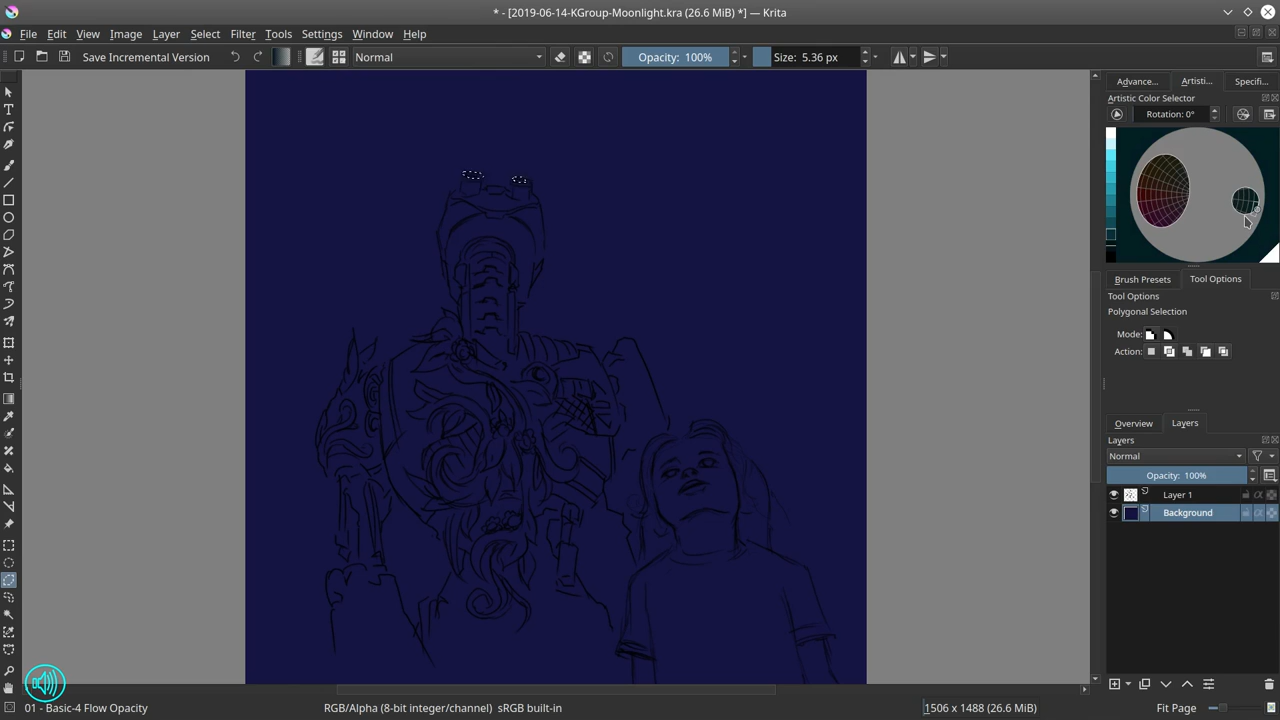 * - [2019-06-14-KGroup-Moonlight.kra (26.6 MiB) *] — Krita
File Edit View Image Layer Select Filter Tools Settings Window Help
Save Incremental Version Normal Opacity: 100% Size: 5.36 px
Advance... Artisti... Specifi...
Artistic Color Selector
Rotation: 0°
Brush Presets Tool Options
Tool Options
Polygonal Selection
Mode:
Action:
Overview Layers
Layers
Normal
Opacity: 100%
Layer 1
Background
01 - Basic-4 Flow Opacity RGB/Alpha (8-bit integer/channel) sRGB built-in 1506 x 1488 (26.6 MiB) Fit Page